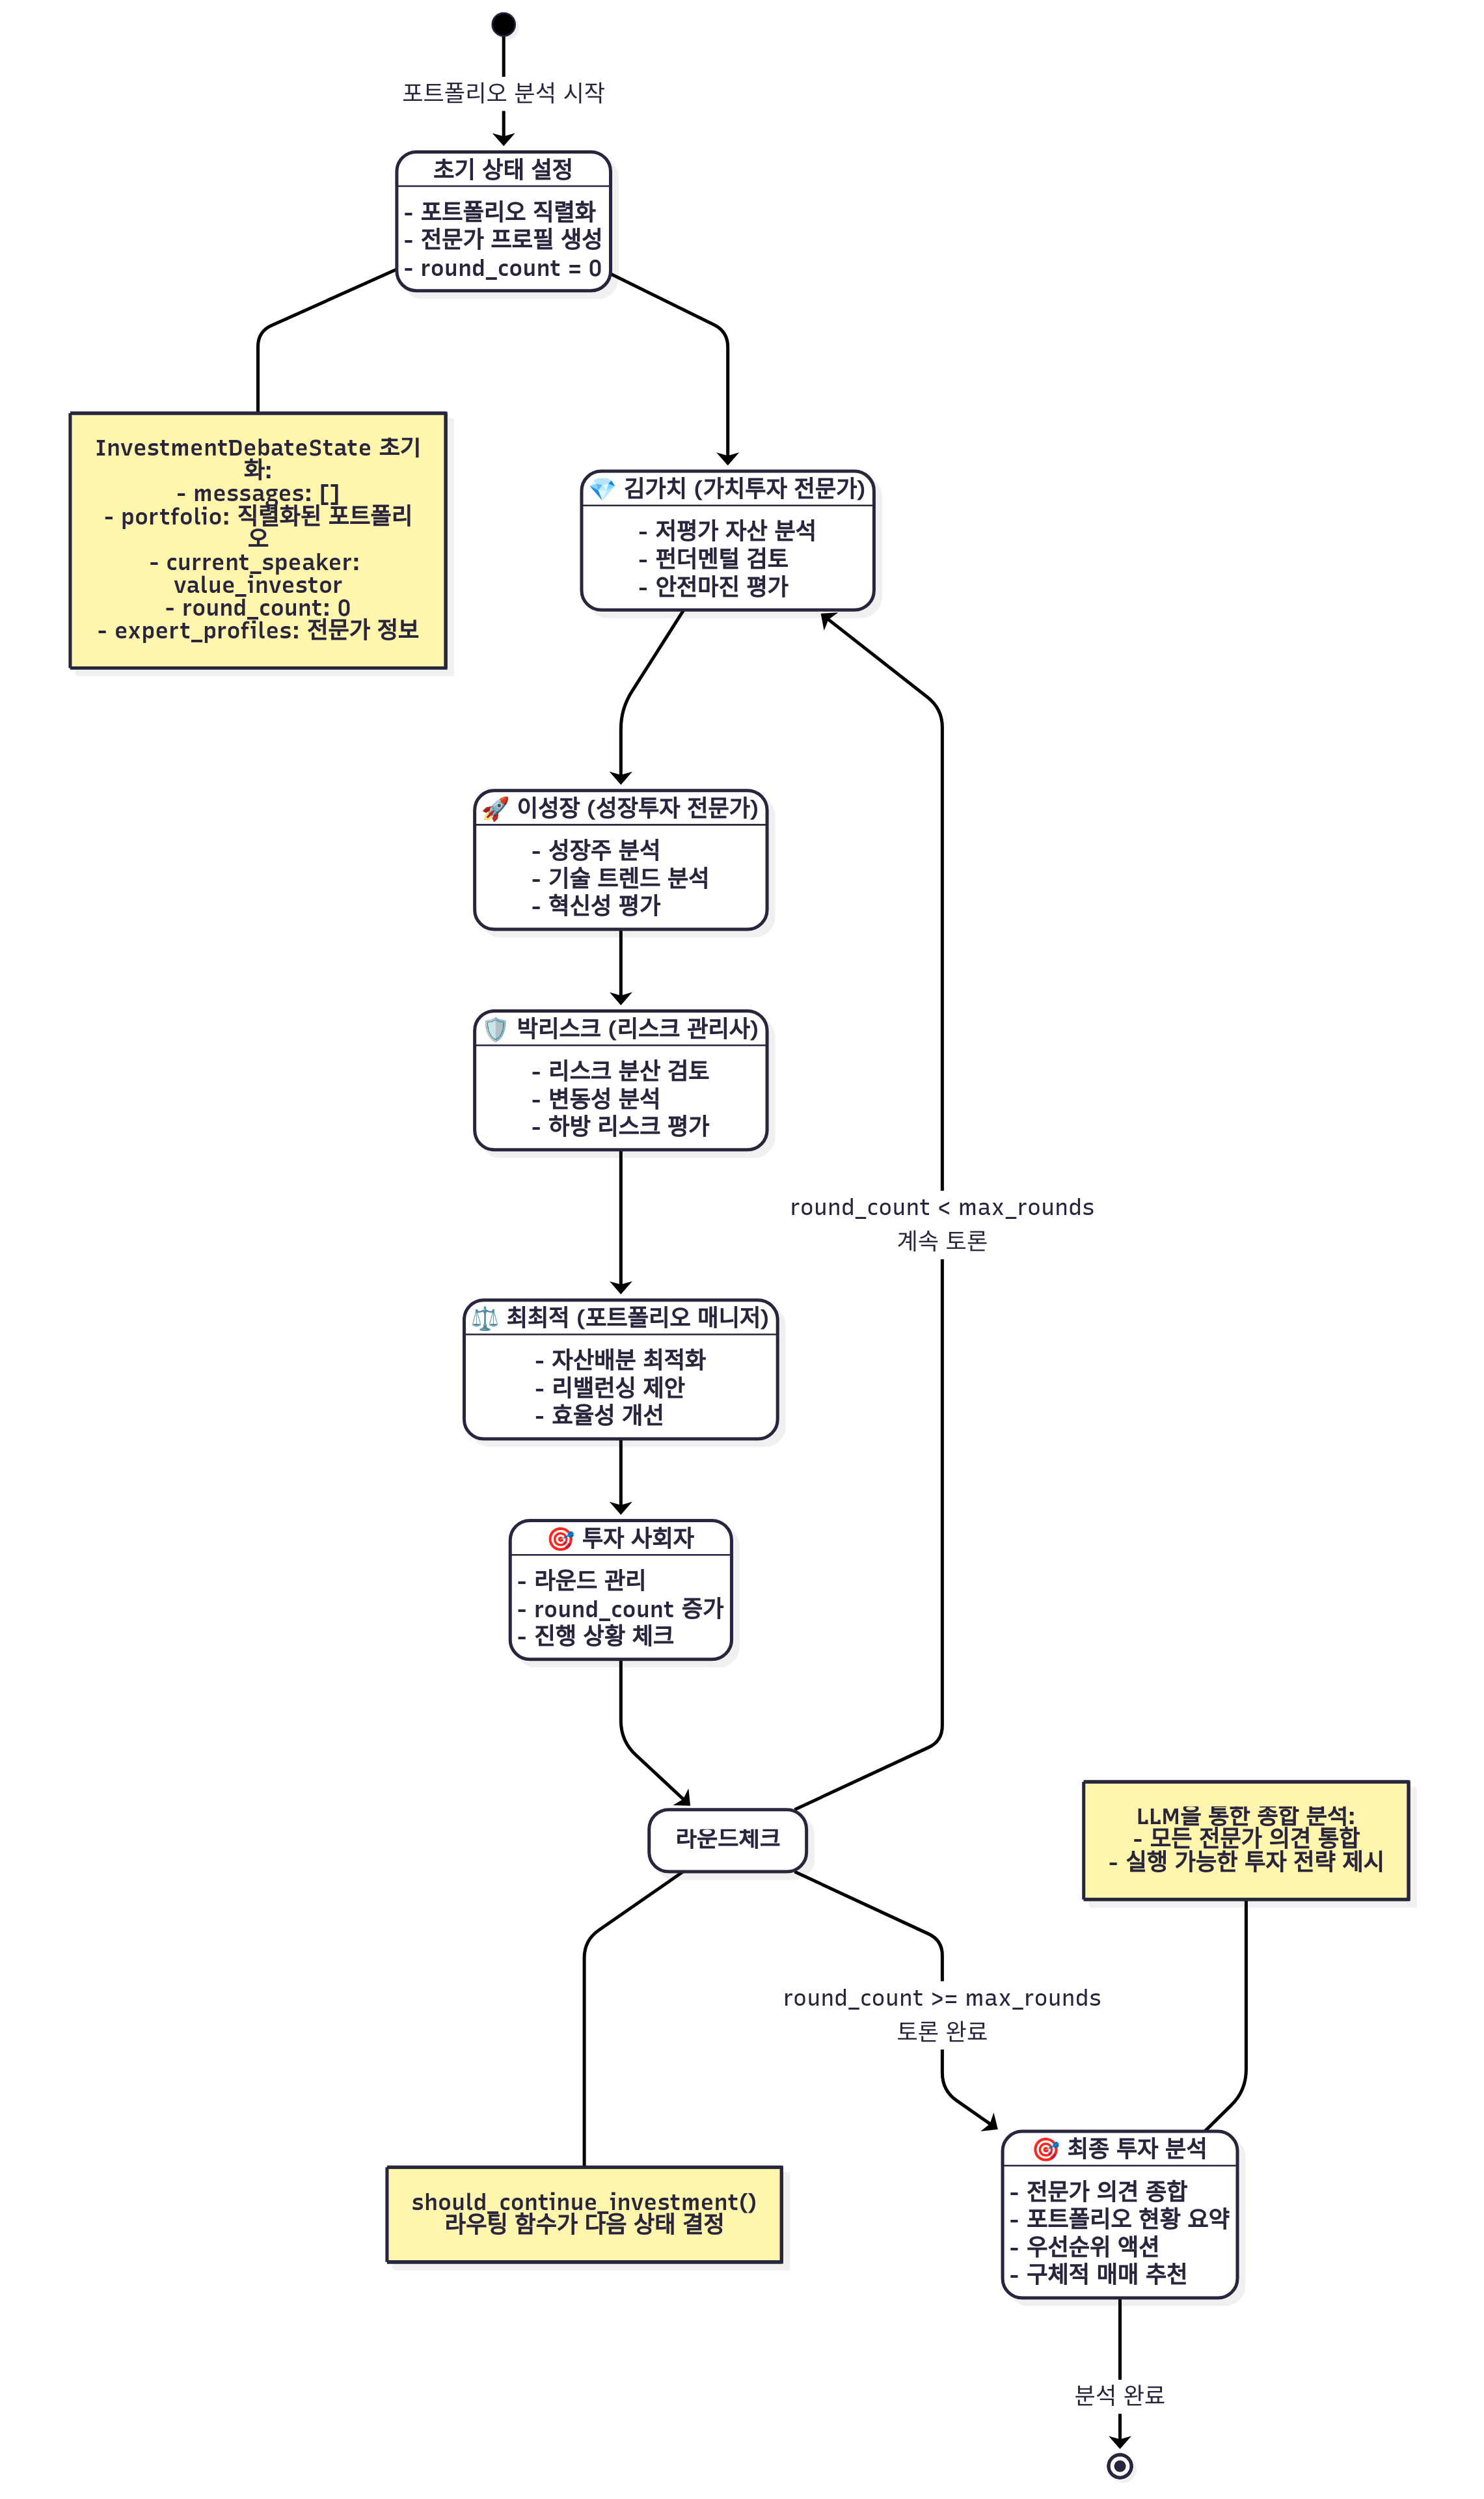 포트폴리오 분석 시작
초기 상태 설정
- 포트폴리오 직렬화
- 전문가 프로필 생성
- round_count = 0
InvestmentDebateState 초기
화:
- messages: []
- portfolio: 직렬화된 포트폴리
오
- current_speaker:
value_investor
- round_count: 0
- expert_profiles: 전문가 정보
💎 김가치 (가치투자 전문가)
- 저평가 자산 분석
- 펀더멘털 검토
- 안전마진 평가
🚀 이성장 (성장투자 전문가)
- 성장주 분석
- 기술 트렌드 분석
- 혁신성 평가
🛡️ 박리스크 (리스크 관리사)
- 리스크 분산 검토
- 변동성 분석
- 하방 리스크 평가
round_count < max_rounds
계속 토론
⚖️ 최최적 (포트폴리오 매니저)
- 자산배분 최적화
- 리밸런싱 제안
- 효율성 개선
🎯 투자 사회자
- 라운드 관리
- round_count 증가
- 진행 상황 체크
라운드체크
LLM을 통한 종합 분석:
- 모든 전문가 의견 통합
- 실행 가능한 투자 전략 제시
round_count >= max_rounds
토론 완료
should_continue_investment()
라우팅 함수가 다음 상태 결정
🎯 최종 투자 분석
- 전문가 의견 종합
- 포트폴리오 현황 요약
- 우선순위 액션
- 구체적 매매 추천
분석 완료